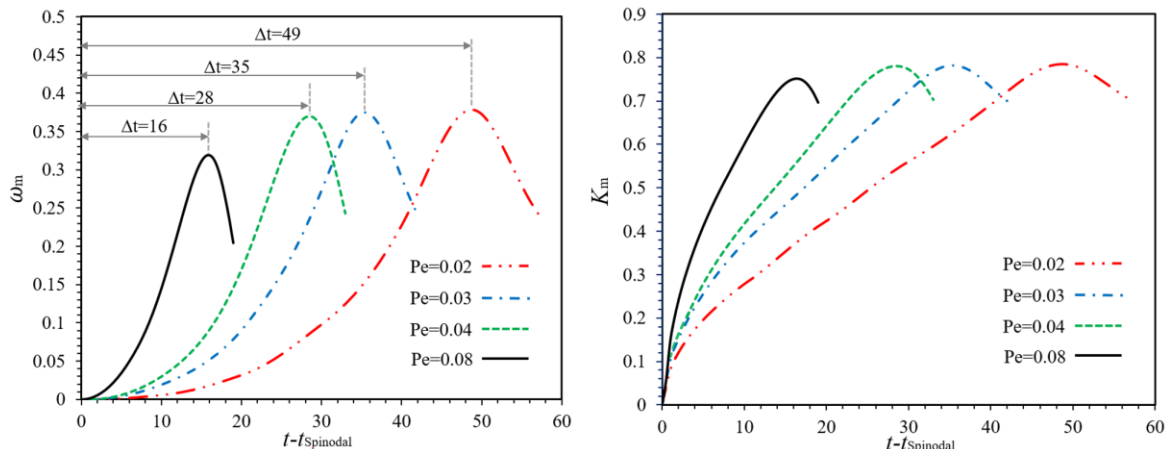 0.5
0.45
0.4
0.35
0.3
0.25
0.2
0.15
0.1
0.05
0
ωm
Δt=49
Δt=35
Δt=28
Δt=16
Pe=0.02
Pe=0.03
Pe=0.04
Pe=0.08
0 10 20 30 40 50 60
t-tSpinodal
0.9
0.8
0.7
0.6
0.5
0.4
0.3
0.2
0.1
0
Km
Pe=0.02
Pe=0.03
Pe=0.04
Pe=0.08
0 10 20 30 40 50 60
t-tSpinodal